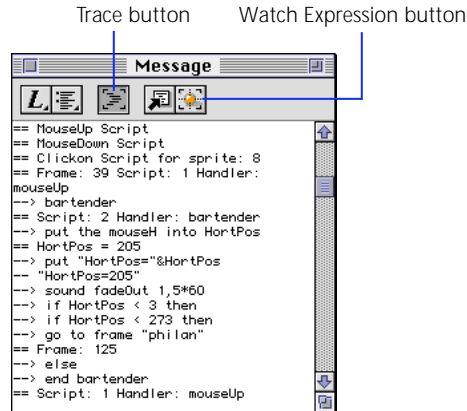 Trace button
Watch Expression button
Message
L
== MouseUp Script
== MouseDown Script
== Clickon Script for sprite: 8
== Frame: 39 Script: 1 Handler:
mouseUp
--> bartender
== Script: 2 Handler: bartender
--> put the mouseH into HortPos
== HortPos = 205
--> put "HortPos="&HortPos
-- "HortPos=205"
--> sound fadeOut 1,5*60
--> if HortPos < 3 then
--> if HortPos < 273 then
--> go to frame "philan"
== Frame: 125
--> else
--> end bartender
== Script: 1 Handler: mouseUp